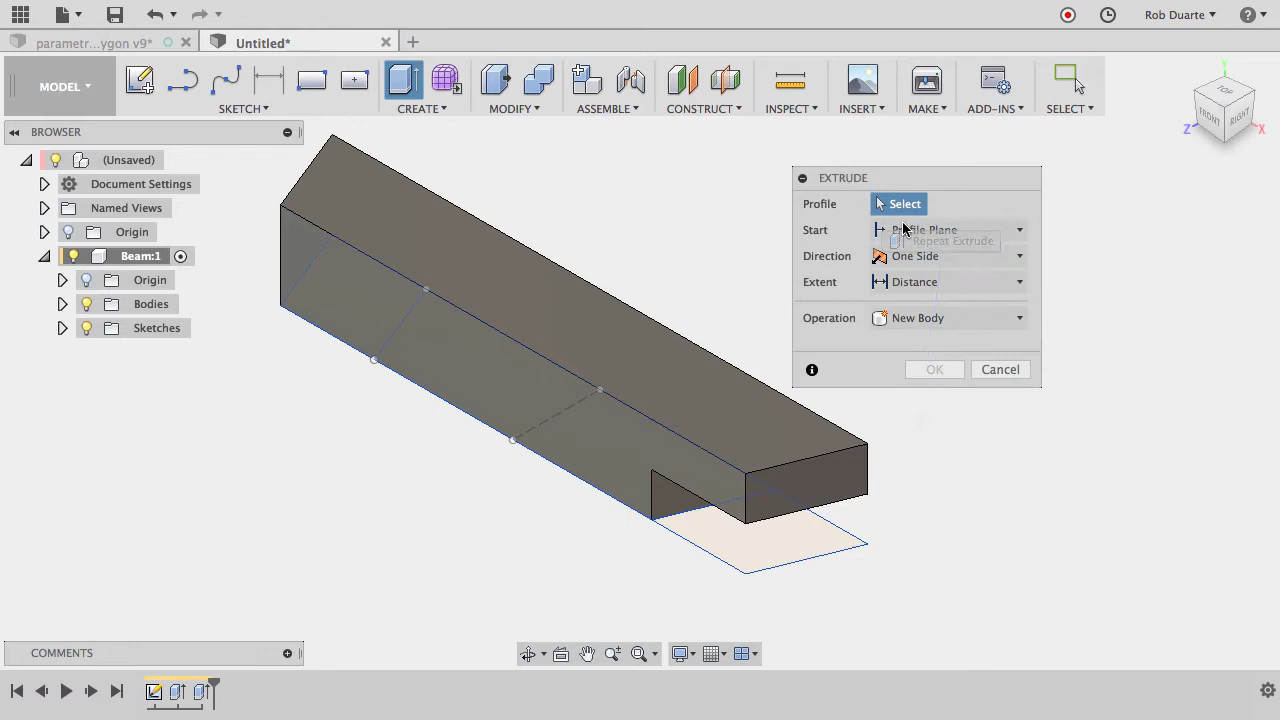 Rob Duarte
parametr...ygon v9*
Untitled*
MODEL
SKETCH
CREATE
MODIFY
ASSEMBLE
CONSTRUCT
INSPECT
INSERT
MAKE
ADD-INS
SELECT
TOP
FRONT
RIGHT
Y
Z
X
BROWSER
(Unsaved)
Document Settings
Named Views
Origin
Beam:1
Origin
Bodies
Sketches
EXTRUDE
Profile Select
Start Profile Plane
Repeat Extrude
Direction One Side
Extent Distance
Operation New Body
OK Cancel
COMMENTS